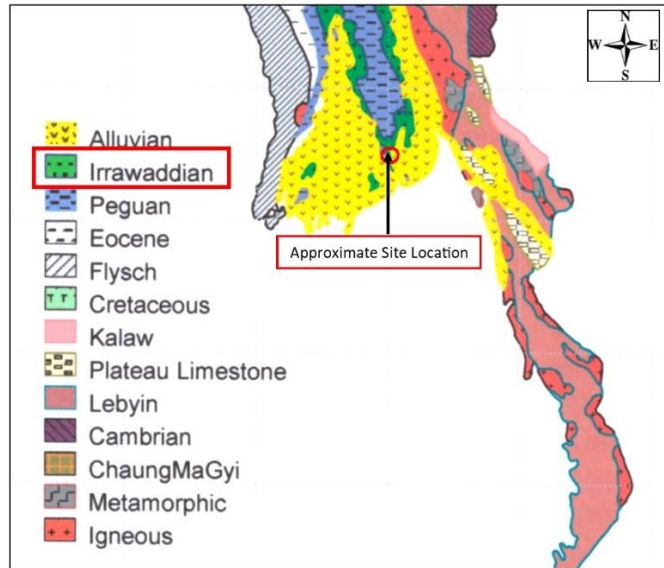 N
W E
S
Alluvian
Irrawaddian
Peguan
Eocene
Flysch
Cretaceous
Kalaw
Plateau Limestone
Lebyin
Cambrian
ChaungMaGyi
Metamorphic
Igneous
Approximate Site Location